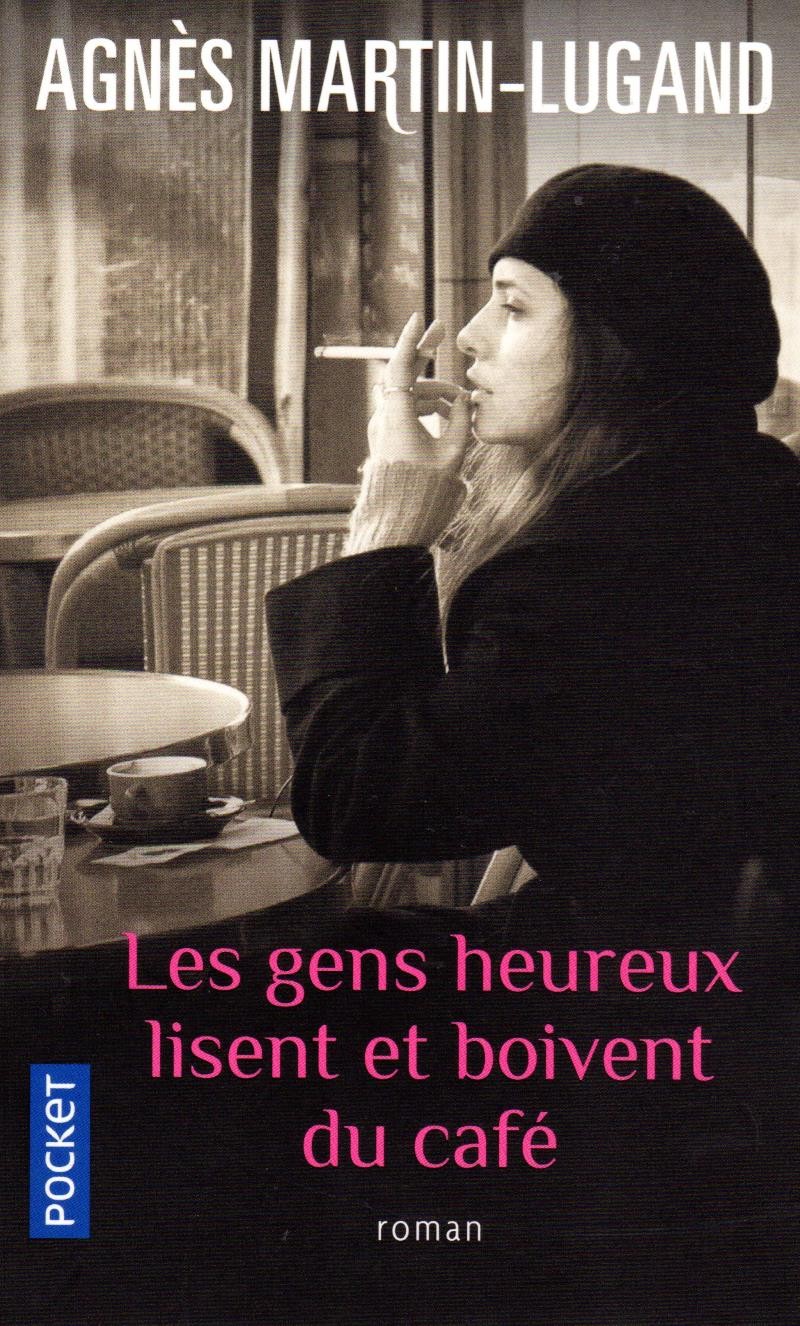 AGNÈS MARTIN-LUGAND
Les gens heureux
lisent et boivent
du café
POCKET
roman